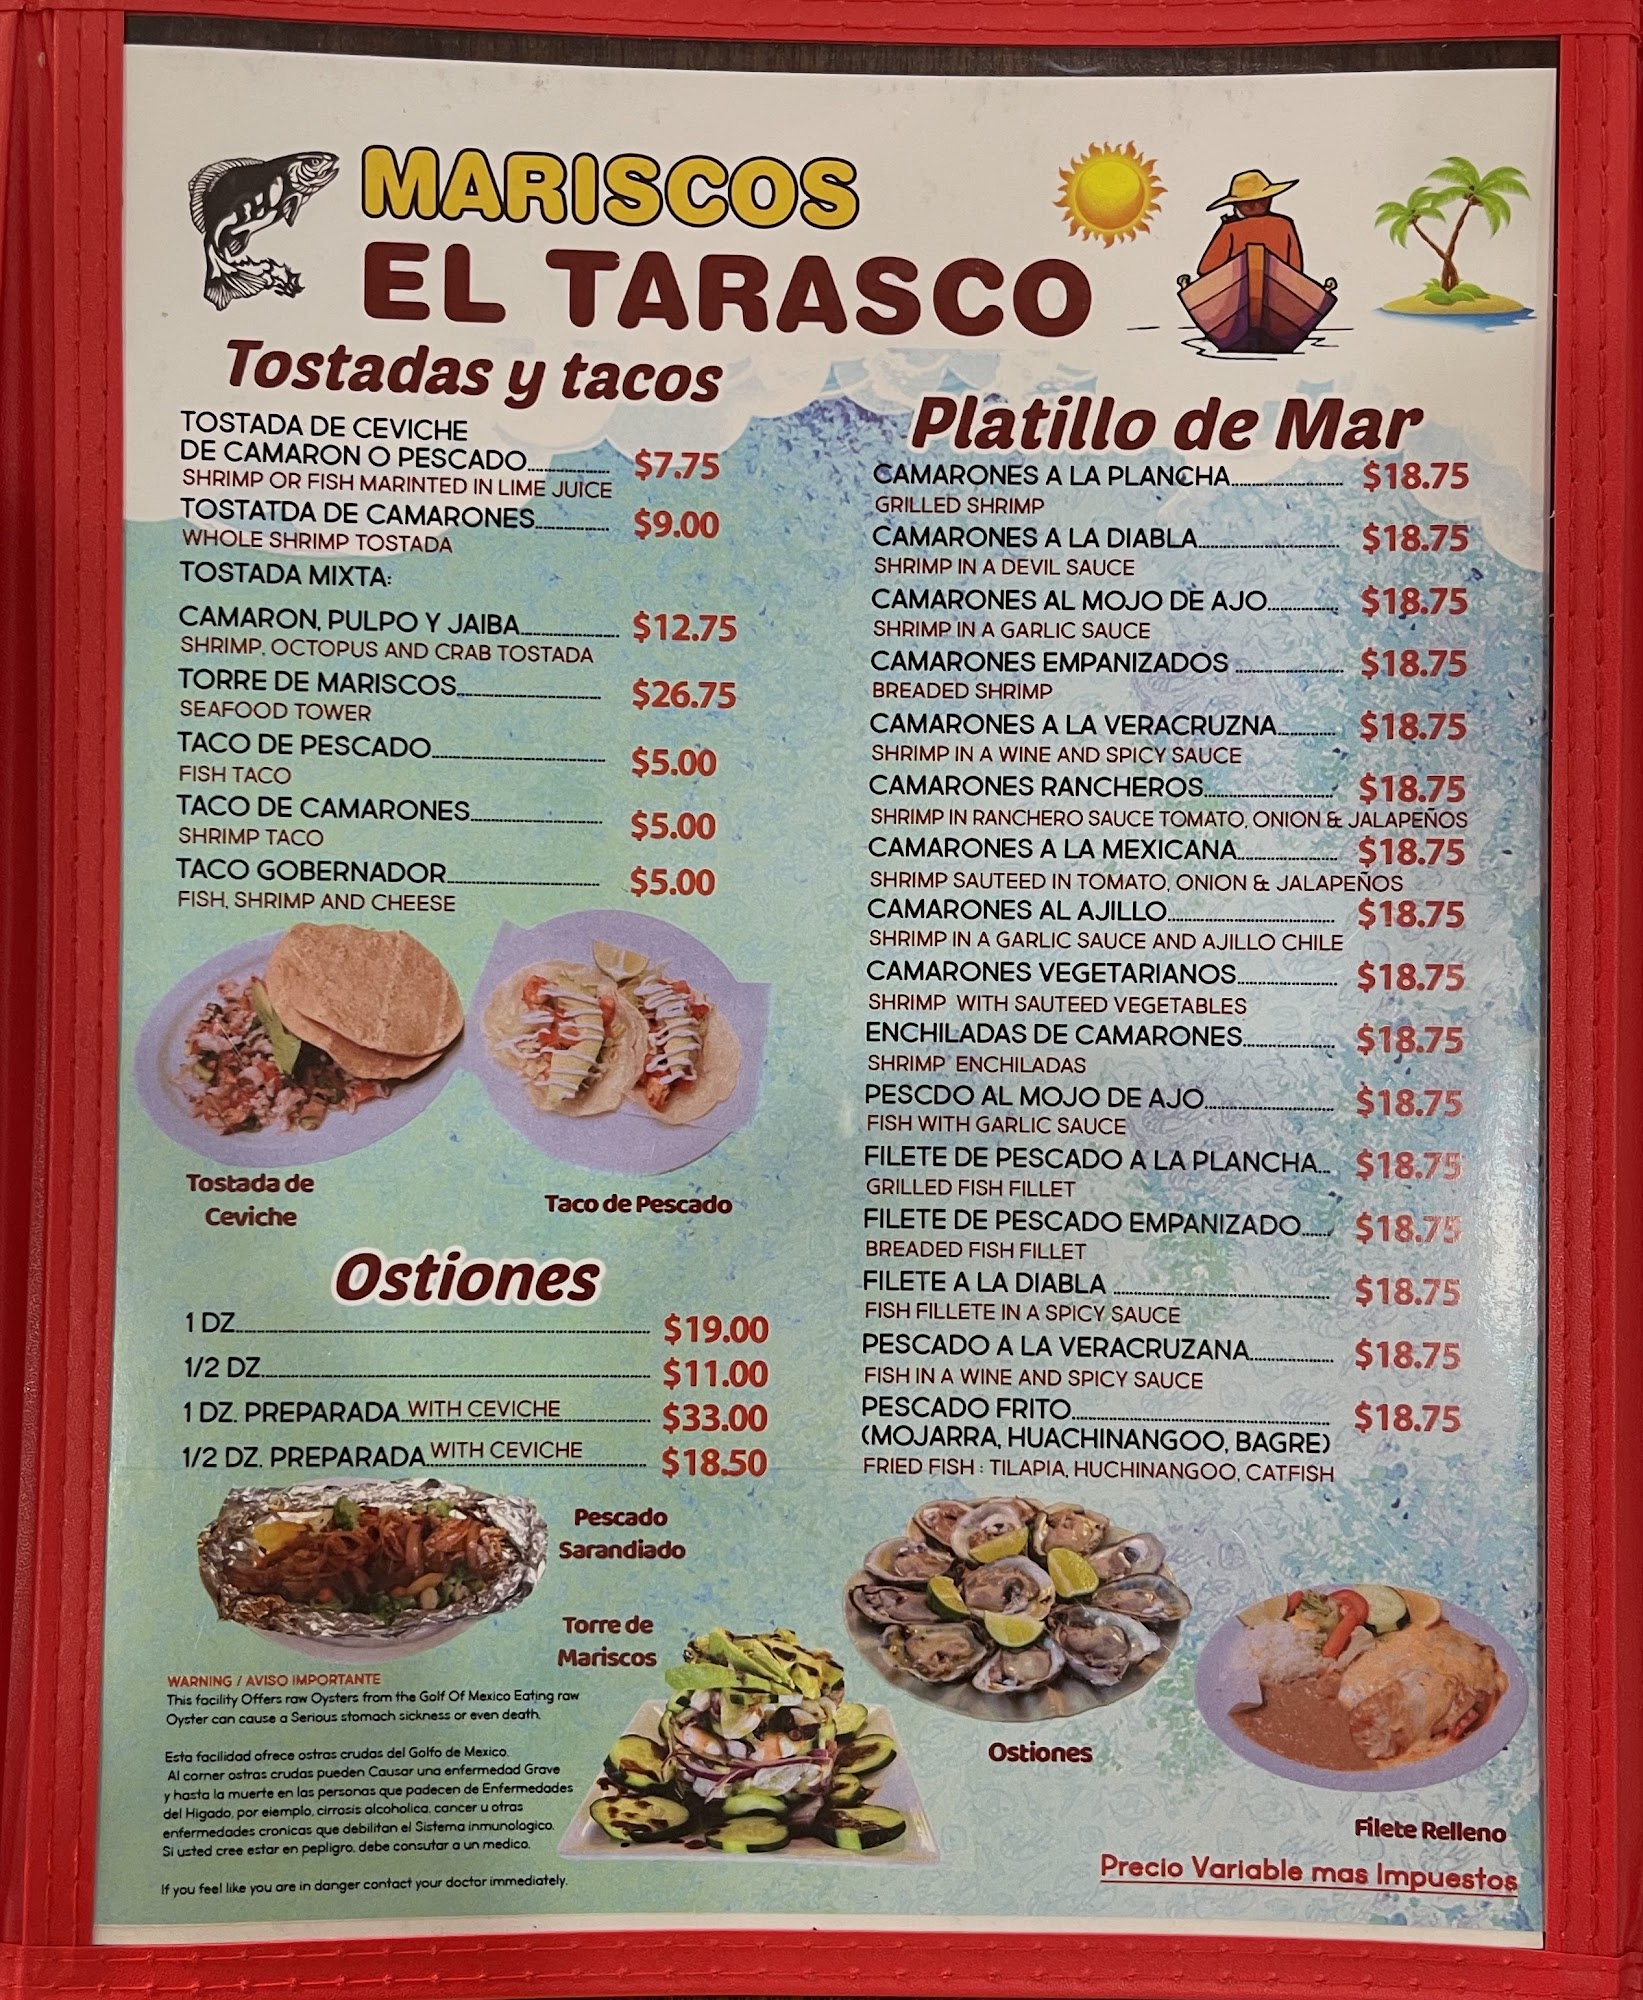 MARISCOS
EL TARASCO
Tostadas y tacos
TOSTADA DE CEVICHE
DE CAMARON O PESCADO $7.75
SHRIMP OR FISH MARINTED IN LIME JUICE
TOSTATDA DE CAMARONES $9.00
WHOLE SHRIMP TOSTADA
TOSTADA MIXTA:
CAMARON, PULPO Y JAIBA $12.75
SHRIMP, OCTOPUS AND CRAB TOSTADA
TORRE DE MARISCOS $26.75
SEAFOOD TOWER
TACO DE PESCADO $5.00
FISH TACO
TACO DE CAMARONES $5.00
SHRIMP TACO
TACO GOBERNADOR $5.00
FISH, SHRIMP AND CHEESE
Tostada de
Ceviche
Taco de Pescado
Ostiones
1 DZ $19.00
1/2 DZ $11.00
1 DZ. PREPARADA WITH CEVICHE $33.00
1/2 DZ. PREPARADA WITH CEVICHE $18.50
Pescado
Sarandiado
Torre de
Mariscos
WARNING / AVISO IMPORTANTE
This facility Offers raw Oysters from the Golf Of Mexico Eating raw
Oyster can cause a Serious stomach sickness or even death.
Esta facilidad ofrece ostras crudas del Golfo de Mexico.
Al comer ostras crudas pueden Causar una enfermedad Grave
y hasta la muerte en las personas que padecen de Enfermedades
del Higado, por eiemplo, cirrosis alcoholica, cancer u otras
enfermedades cronicas que debilitan el Sistema inmunologico.
Si usted cree estar en pepligro, debe consutar a un medico.
If you feel like you are in danger contact your doctor immediately.
Platillo de Mar
CAMARONES A LA PLANCHA $18.75
GRILLED SHRIMP
CAMARONES A LA DIABLA $18.75
SHRIMP IN A DEVIL SAUCE
CAMARONES AL MOJO DE AJO $18.75
SHRIMP IN A GARLIC SAUCE
CAMARONES EMPANIZADOS $18.75
BREADED SHRIMP
CAMARONES A LA VERACRUZNA $18.75
SHRIMP IN A WINE AND SPICY SAUCE
CAMARONES RANCHEROS $18.75
SHRIMP IN RANCHERO SAUCE TOMATO, ONION & JALAPEÑOS
CAMARONES A LA MEXICANA $18.75
SHRIMP SAUTEED IN TOMATO, ONION & JALAPEÑOS
CAMARONES AL AJILLO $18.75
SHRIMP IN A GARLIC SAUCE AND AJILLO CHILE
CAMARONES VEGETARIANOS $18.75
SHRIMP WITH SAUTEED VEGETABLES
ENCHILADAS DE CAMARONES $18.75
SHRIMP ENCHILADAS
PESCDO AL MOJO DE AJO $18.75
FISH WITH GARLIC SAUCE
FILETE DE PESCADO A LA PLANCHA $18.75
GRILLED FISH FILLET
FILETE DE PESCADO EMPANIZADO $18.75
BREADED FISH FILLET
FILETE A LA DIABLA $18.75
FISH FILLETE IN A SPICY SAUCE
PESCADO A LA VERACRUZANA $18.75
FISH IN A WINE AND SPICY SAUCE
PESCADO FRITO $18.75
(MOJARRA, HUACHINANGOO, BAGRE)
FRIED FISH : TILAPIA, HUCHINANGOO, CATFISH
Ostiones
Filete Relleno
Precio Variable mas Impuestos